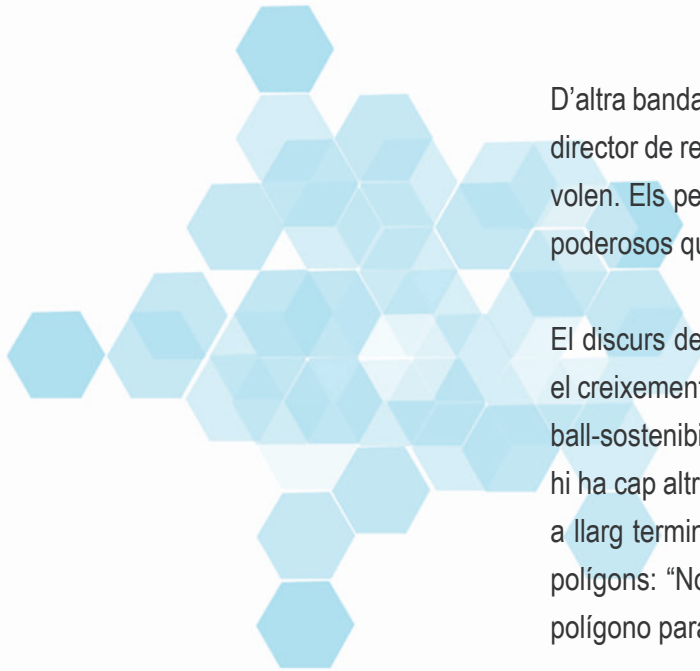 D’altra banda
director de re
volen. Els pe
poderosos qu
El discurs de
el creixement
ball-sostenibi
hi ha cap altr
a llarg termin
polígons: “No
polígono para